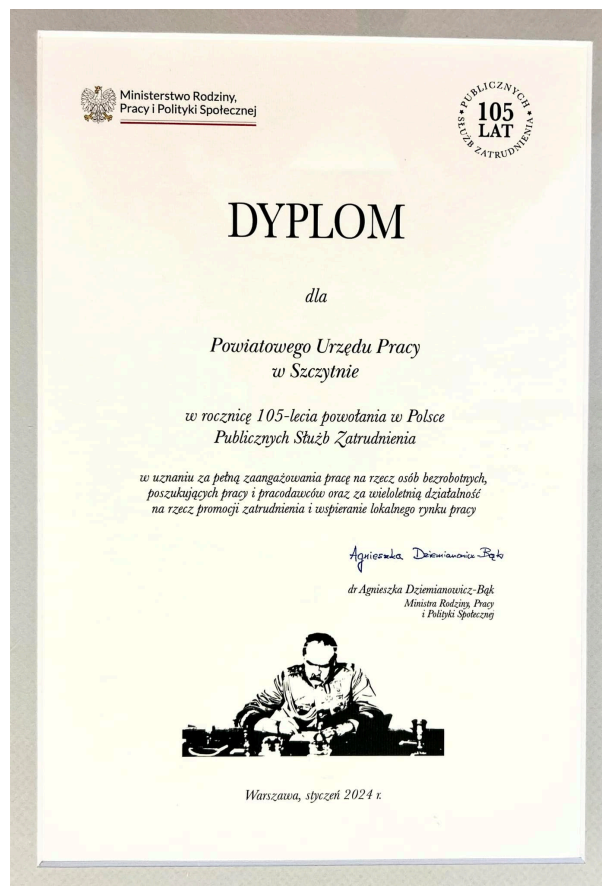 Ministerstwo Rodziny,
Pracy i Polityki Społecznej
PUBLICZNYCH
105
LAT
SŁUŻB ZATRUDNIENIA
DYPLOM
dla
Powiatowego Urzędu Pracy
w Szczytnie
w rocznicę 105-lecia powołania w Polsce
Publicznych Służb Zatrudnienia
w uznaniu za pełną zaangażowania pracę na rzecz osób bezrobotnych,
poszukujących pracy i pracodawców oraz za wieloletnią działalność
na rzecz promocji zatrudnienia i wspieranie lokalnego rynku pracy
Agnieszka Dziemianowicz-Bąk
dr Agnieszka Dziemianowicz-Bąk
Ministra Rodziny, Pracy
i Polityki Społecznej
Warszawa, styczeń 2024 r.